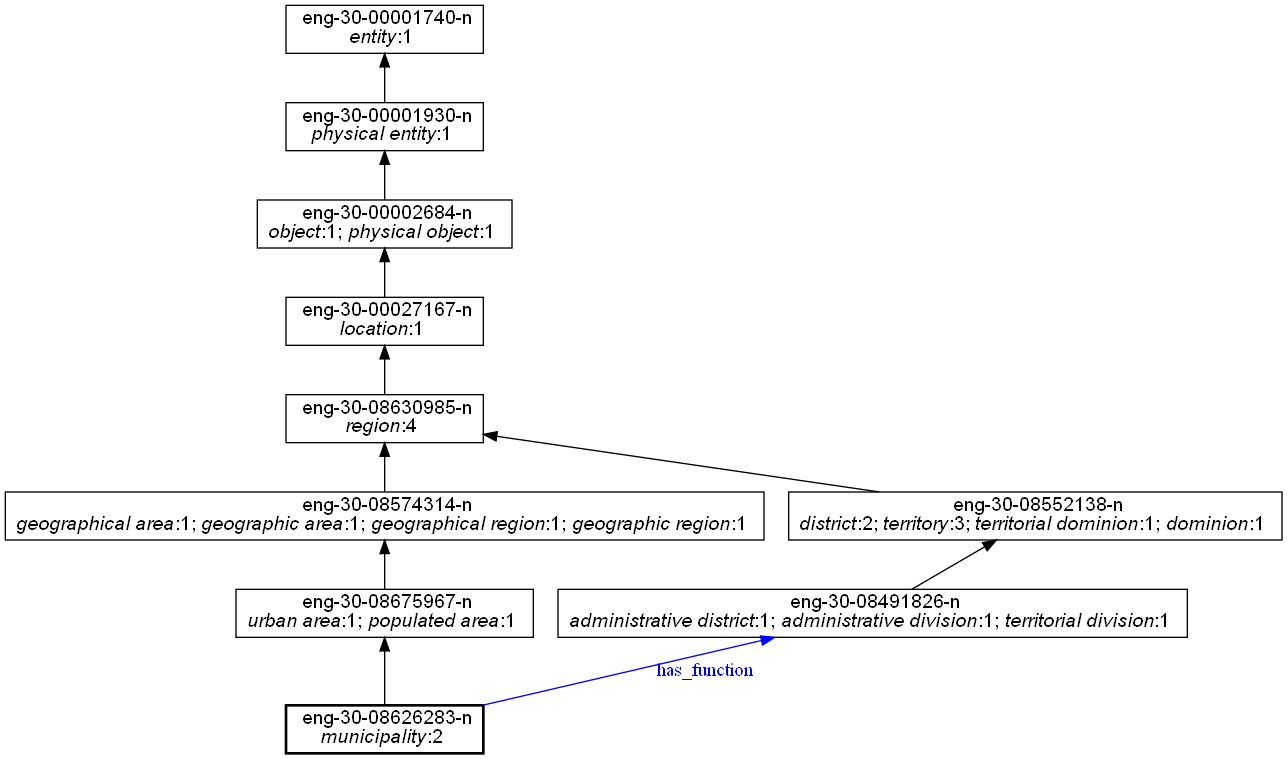 eng-30-00001740-n
entity:1
eng-30-00001930-n
physical entity:1
eng-30-00002684-n
object:1; physical object:1
eng-30-00027167-n
location:1
eng-30-08630985-n
region:4
eng-30-08574314-n
geographical area:1; geographic area:1; geographical region:1; geographic region:1
eng-30-08552138-n
district:2; territory:3; territorial dominion:1; dominion:1
eng-30-08675967-n
urban area:1; populated area:1
eng-30-08491826-n
administrative district:1; administrative division:1; territorial division:1
has_function
eng-30-08626283-n
municipality:2